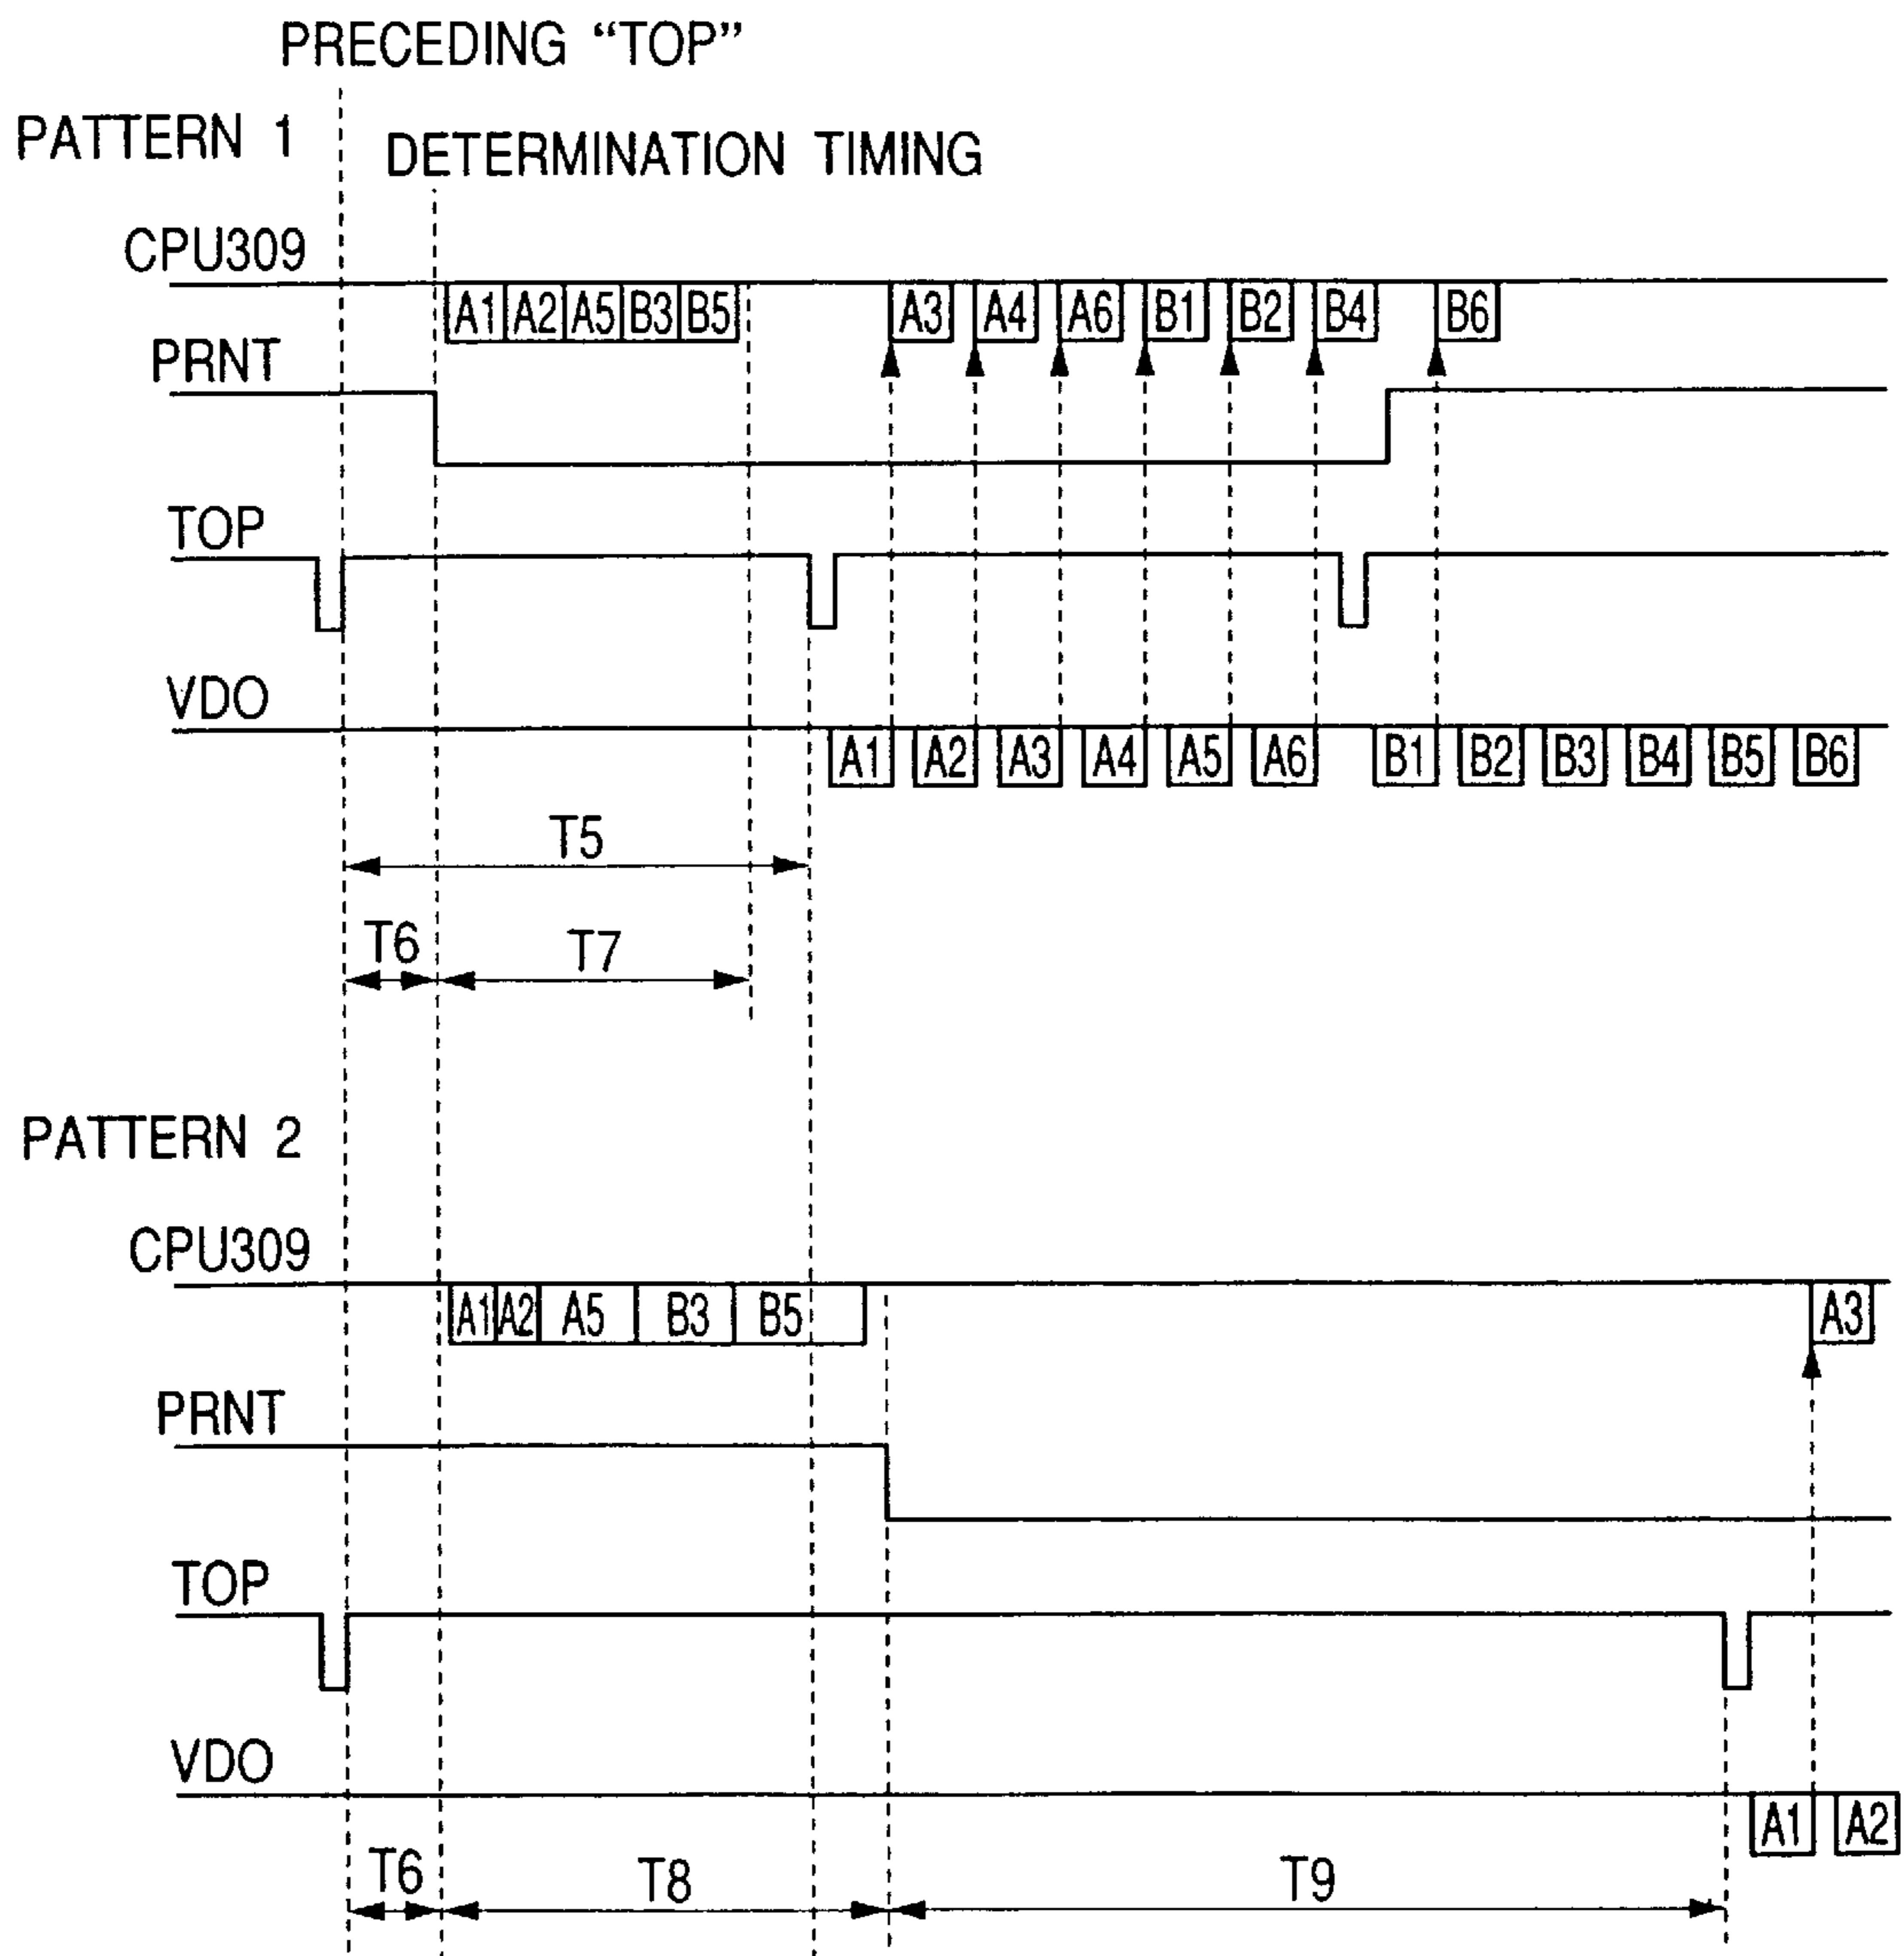 PRECEDING “TOP”
PATTERN 1
DETERMINATION TIMING
CPU309
A1 A2 A5 B3 B5 A3 A4 A6 B1 B2 B4 B6
PRNT
TOP
VDO
A1 A2 A3 A4 A5 A6 B1 B2 B3 B4 B5 B6
T5
T6 T7
PATTERN 2
CPU309
A1 A2 A5 B3 B5 A3
PRNT
TOP
VDO
A1 A2
T6 T8 T9